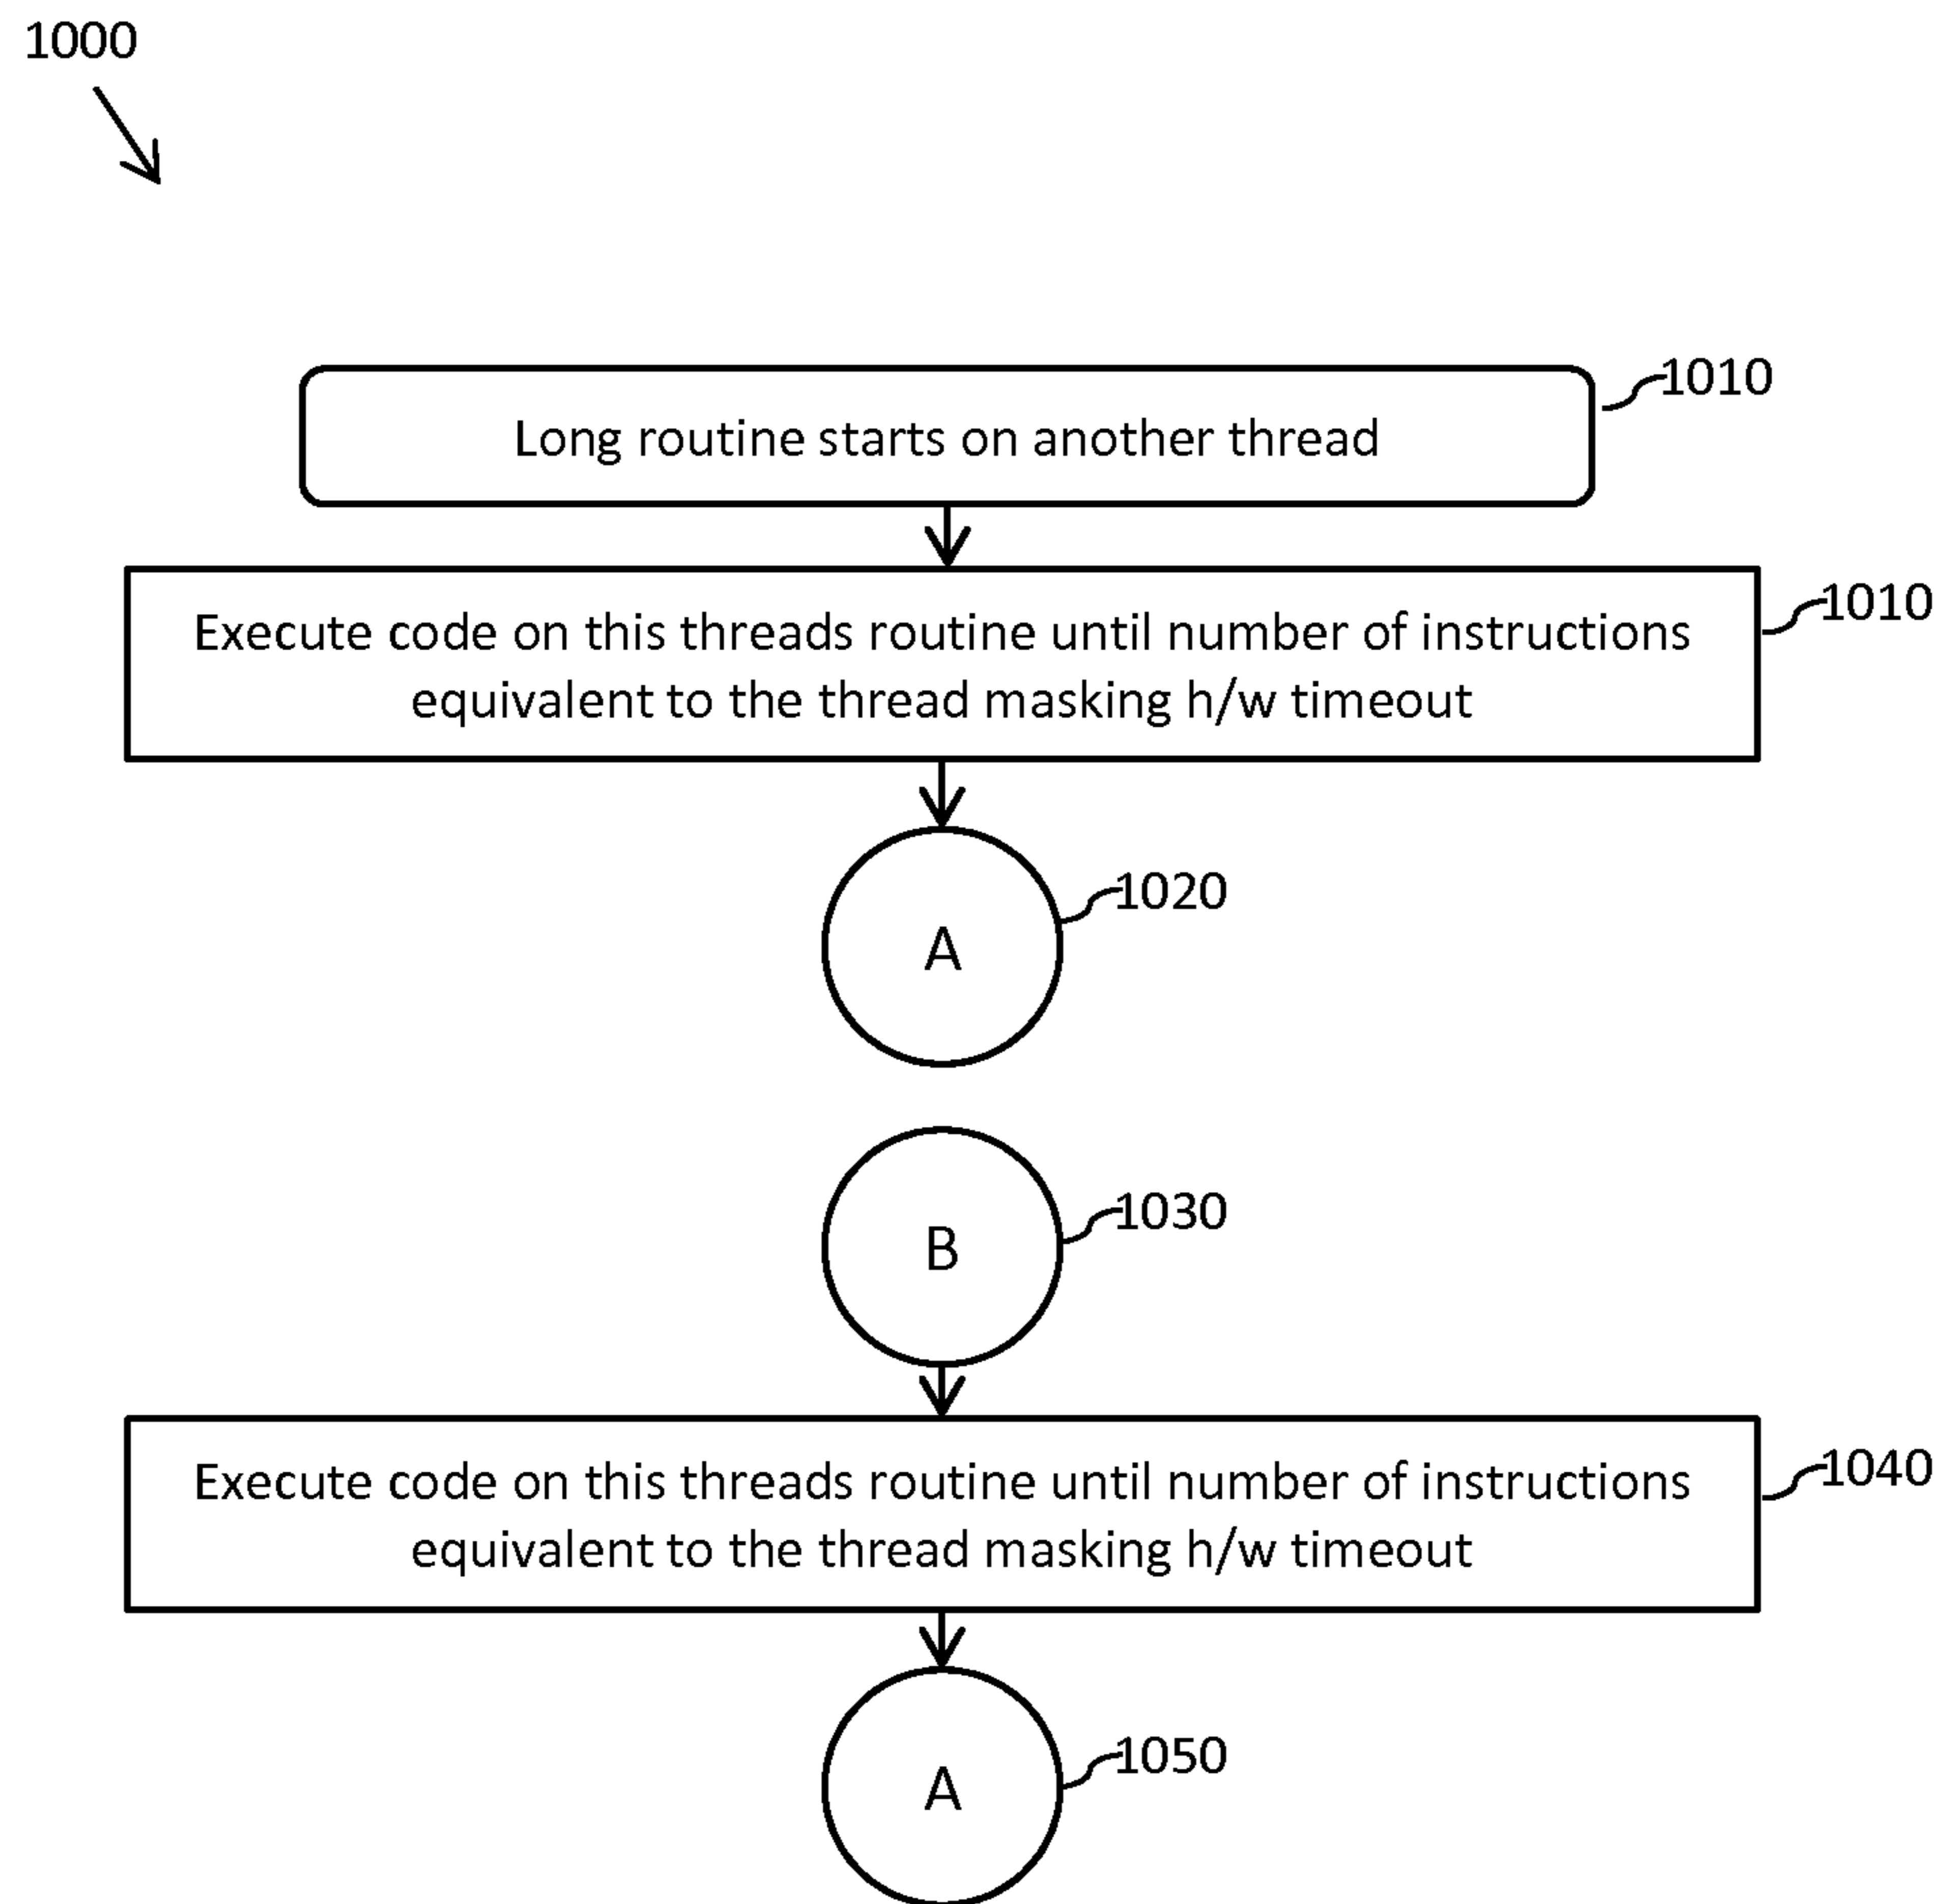 1000
Long routine starts on another thread
1010
Execute code on this threads routine until number of instructions
equivalent to the thread masking h/w timeout
1010
A
1020
B
1030
Execute code on this threads routine until number of instructions
equivalent to the thread masking h/w timeout
1040
A
1050